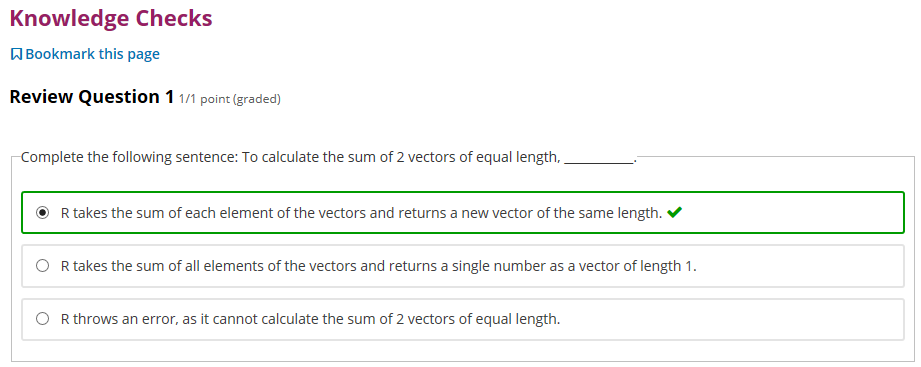 Knowledge Checks
Bookmark this page
Review Question 1 1/1 point (graded)
Complete the following sentence: To calculate the sum of 2 vectors of equal length, __________.
R takes the sum of each element of the vectors and returns a new vector of the same length.
R takes the sum of all elements of the vectors and returns a single number as a vector of length 1.
R throws an error, as it cannot calculate the sum of 2 vectors of equal length.